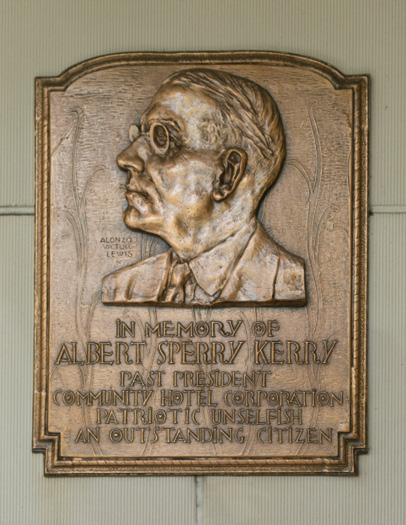 ALONZO
VICTOR
LEWIS
IN MEMORY OF
ALBERT SPERRY KERRY
PAST PRESIDENT
COMMUNITY HOTEL CORPORATION
PATRIOTIC UNSELFISH
AN OUTSTANDING CITIZEN